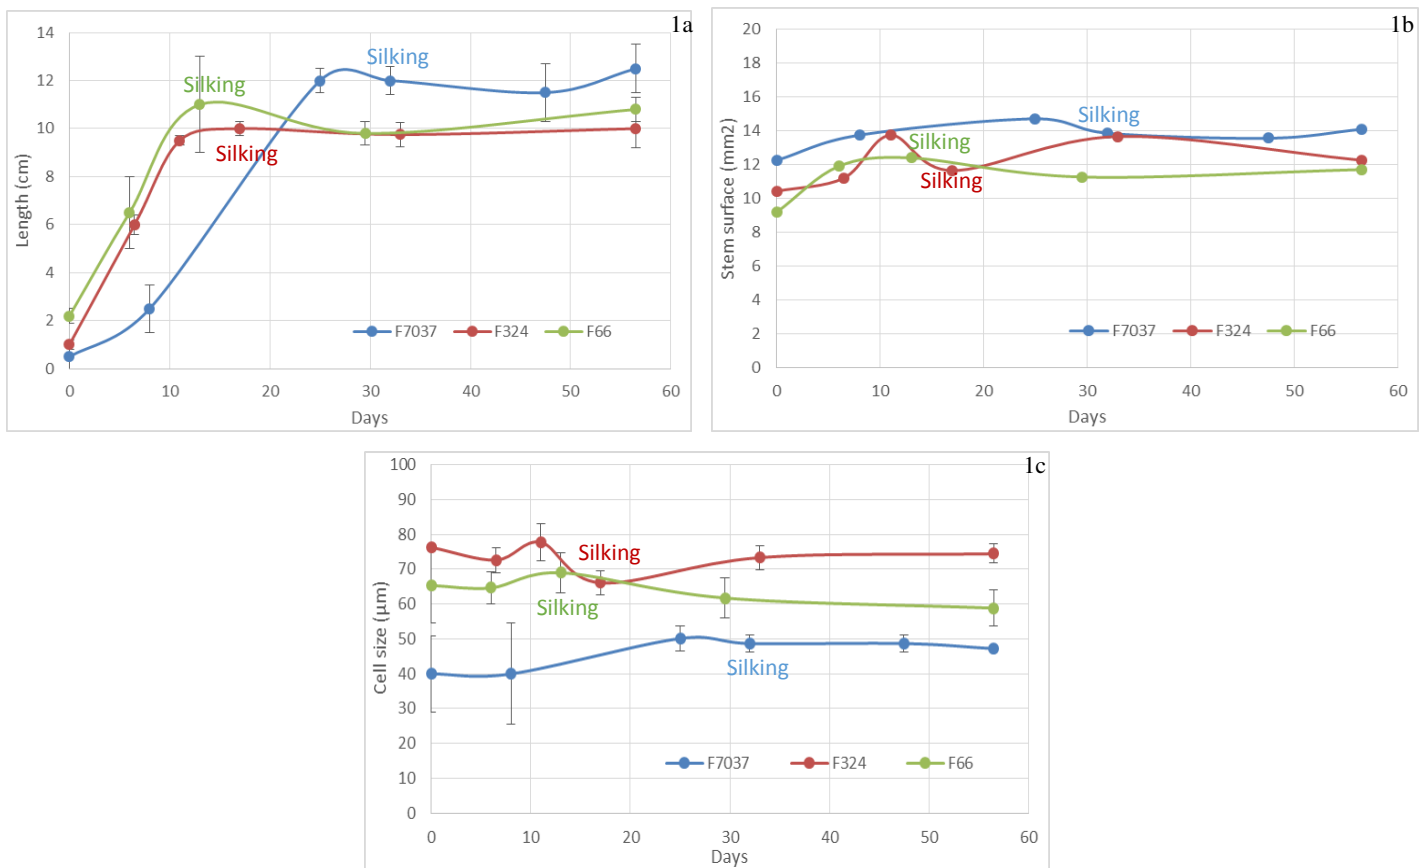 1a
14
12
10
8
6
4
2
0
Length (cm)
Silking
Silking
Silking
F7037 F324 F66
0 10 20 30 40 50 60
Days
1b
20
18
16
14
12
10
8
6
4
2
0
Stem surface (mm2)
Silking
Silking
Silking
F7037 F324 F66
0 10 20 30 40 50 60
Days
1c
100
90
80
70
60
50
40
30
20
10
0
Cell size (µm)
Silking
Silking
Silking
F7037 F324 F66
0 10 20 30 40 50 60
Days